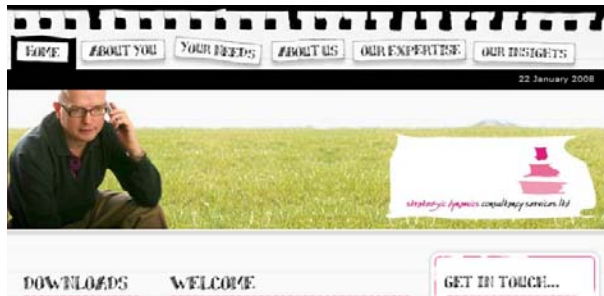 HOME ABOUT YOU YOUR NEEDS ABOUT US OUR EXPERTISE OUR INSIGHTS
22 January 2008
strategic dynamics consultancy services ltd
DOWNLOADS WELCOME GET IN TOUCH...